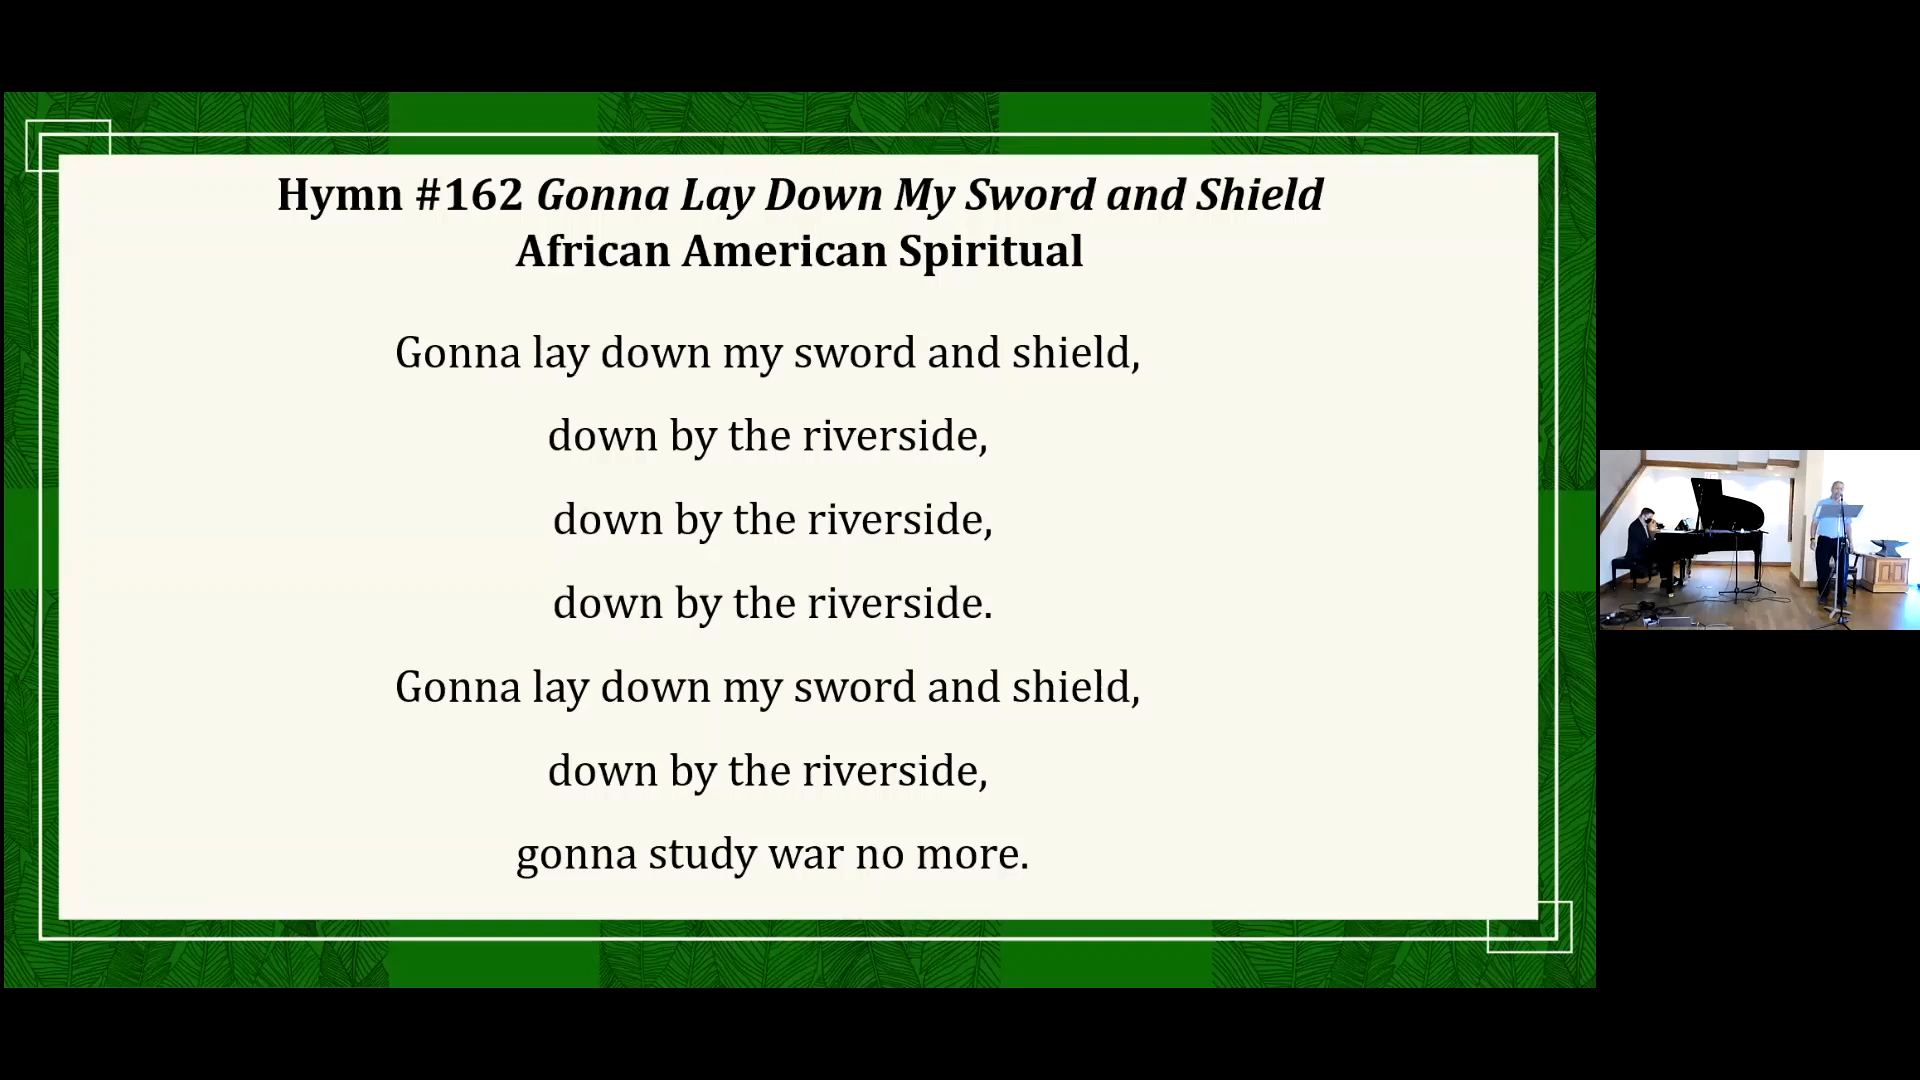 Hymn #162 Gonna Lay Down My Sword and Shield
African American Spiritual
Gonna lay down my sword and shield,
down by the riverside,
down by the riverside,
down by the riverside.
Gonna lay down my sword and shield,
down by the riverside,
gonna study war no more.